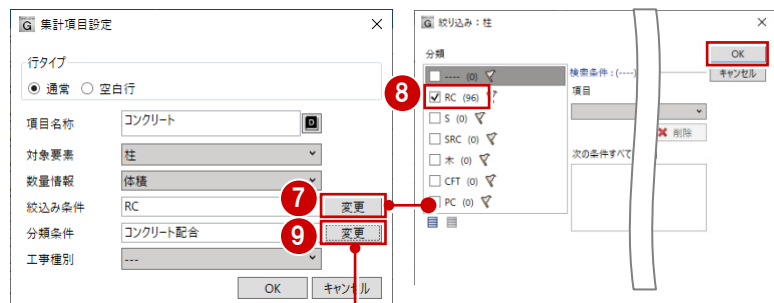 集計項目設定
行タイプ
通常 空白行
項目名称 コンクリート D
対象要素 柱
数量情報 体積
絞込み条件 RC 7 変更
分類条件 コンクリート配合 9 変更
工事種別 ---
OK キャンセル
絞り込み：柱
分類
---- (0)
8 RC (96)
S (0)
SRC (0)
木 (0)
CFT (0)
PC (0)
OK
キャンセル
検索条件：(----)
項目
削除
次の条件すべて